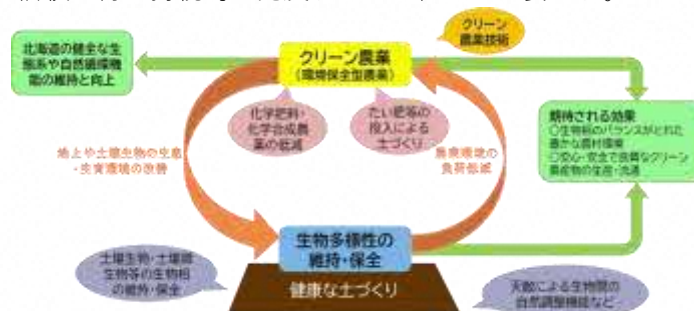 クリーン
農業技術
北海道の健全な生
態系や自然循環機
能の維持と向上
クリーン農業
(環境保全型農業)
化学肥料・
化学合成農
薬の低減
たい肥等の
投入による
土づくり
期待される効果
○生物相のバランスがとれた
豊かな農村環境
○安心・安全で良質なクリーン
農産物の生産・流通
地上や土壌生物の生息
・生育環境の改善
農業環境の
負荷低減
生物多様性の
維持・保全
土壌生物・土壌微
生物等の生物相
の維持・保全
健康な土づくり
天敵による生物間の
自然調整機能など